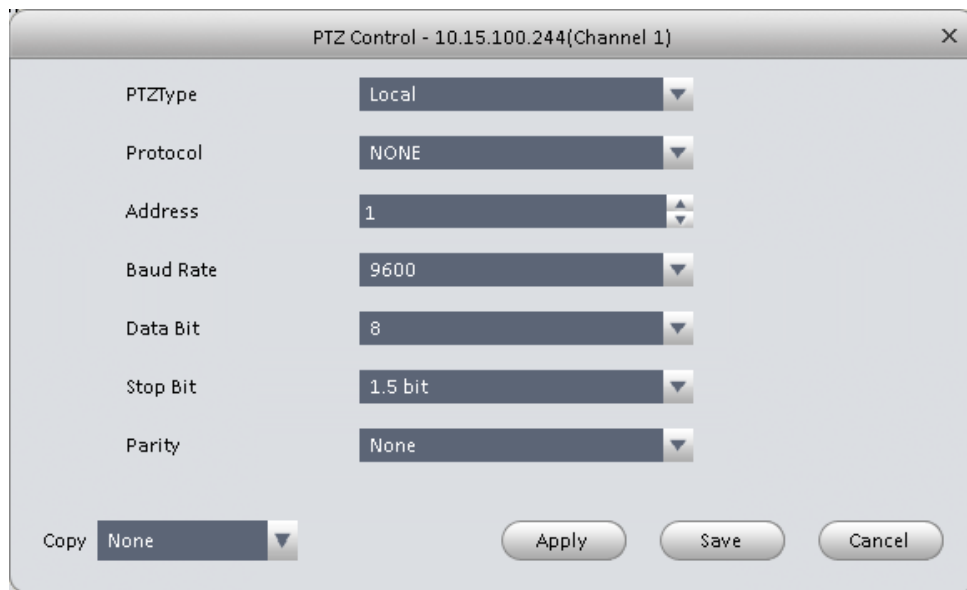 PTZ Control - 10.15.100.244(Channel 1)
PTZType Local
Protocol NONE
Address 1
Baud Rate 9600
Data Bit 8
Stop Bit 1.5 bit
Parity None
Copy None Apply Save Cancel